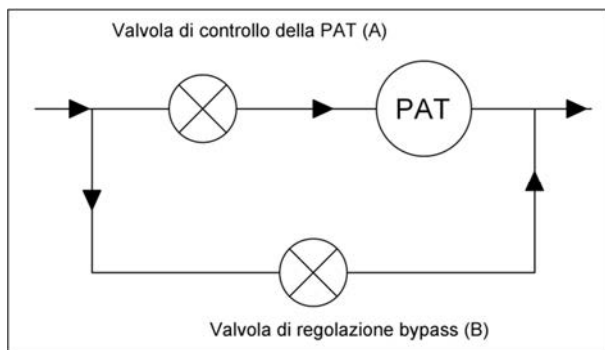 Valvola di controllo della PAT (A)
PAT
Valvola di regolazione bypass (B)